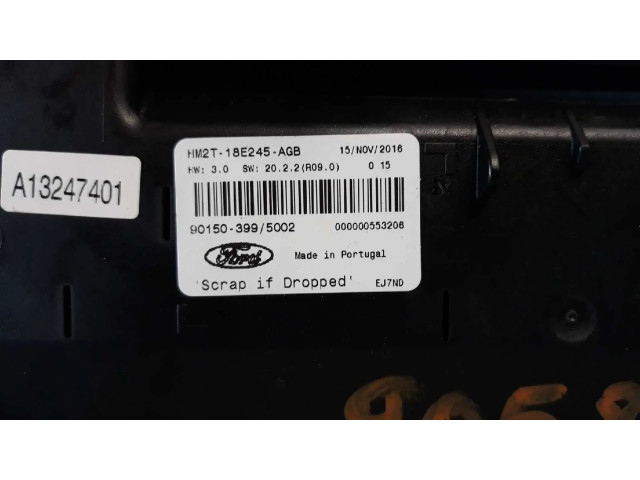 A13247401
HM2T-18E245-AGB 15/NOV/2016
HW: 3.0 SW: 20.2.2(R09.0) 0 15
90150-399/5002 000000553206
Ford Made in Portugal
'Scrap if Dropped' EJ7ND